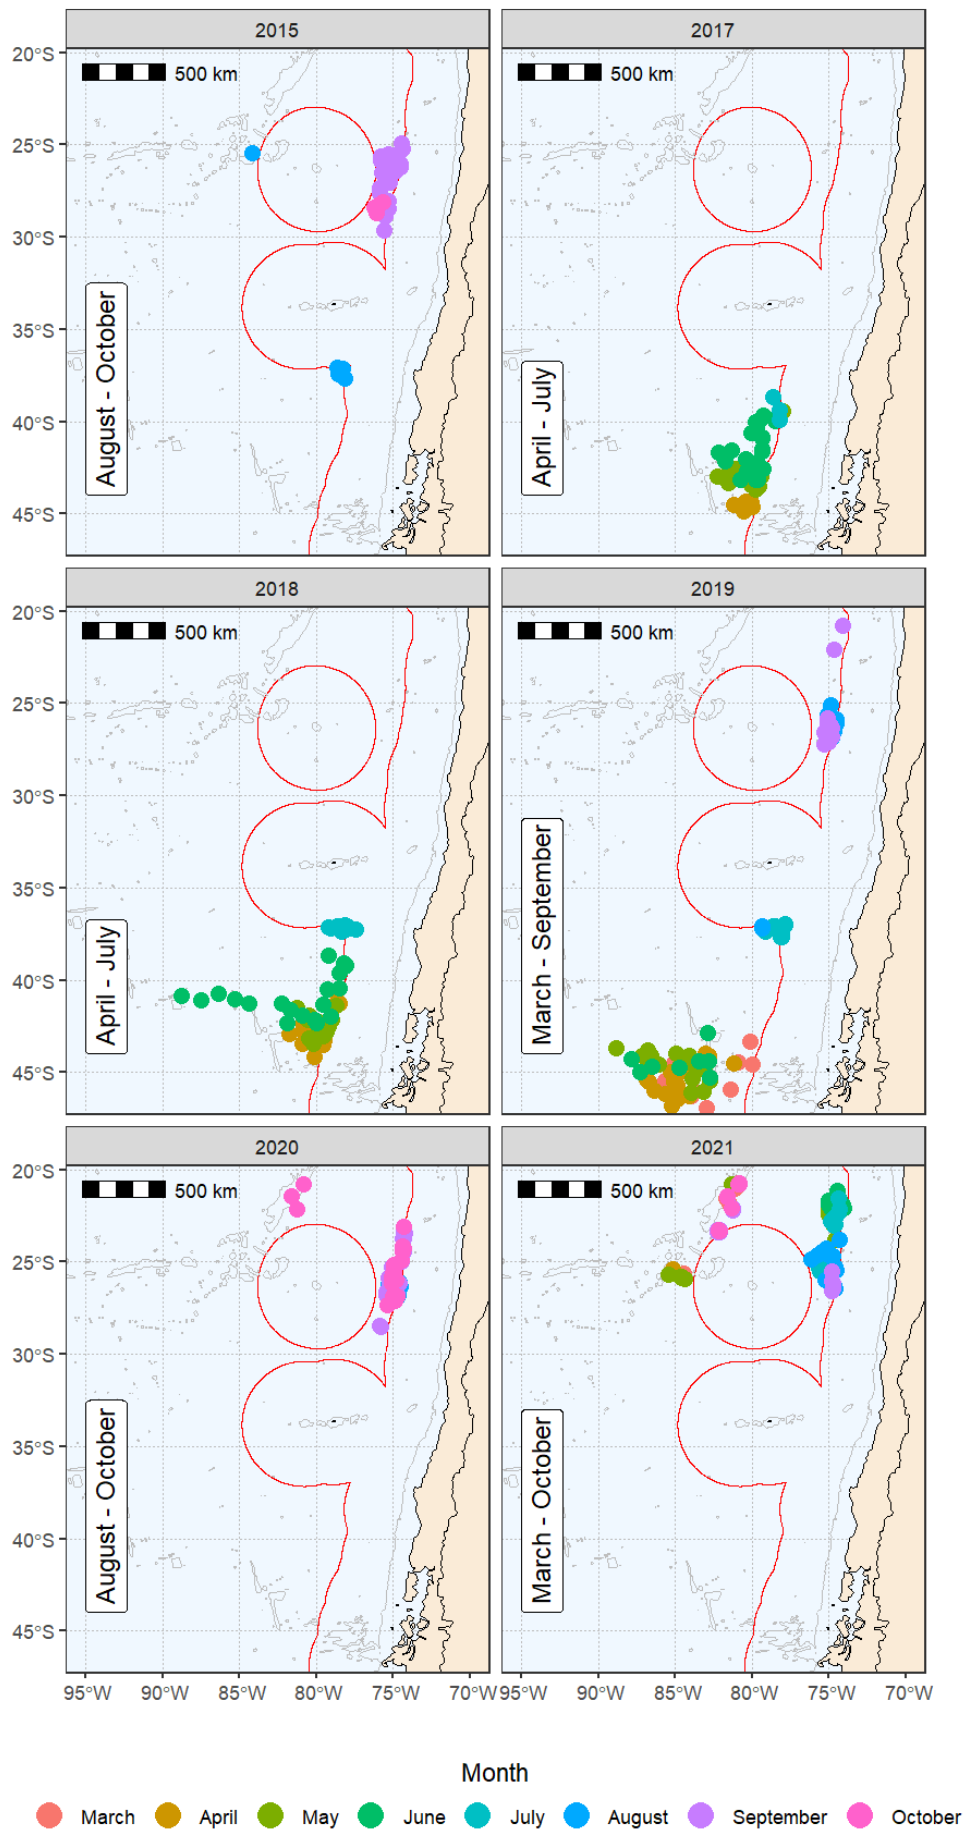 2015
2017
20°S
500 km
500 km
25°S
30°S
35°S
40°S
45°S
August - October
April - July
2018
2019
20°S
500 km
500 km
25°S
30°S
35°S
40°S
45°S
April - July
March - September
2020
2021
20°S
500 km
500 km
25°S
30°S
35°S
40°S
45°S
August - October
March - October
95°W 90°W 85°W 80°W 75°W 70°W 95°W 90°W 85°W 80°W 75°W 70°W
Month
March April May June July August September October